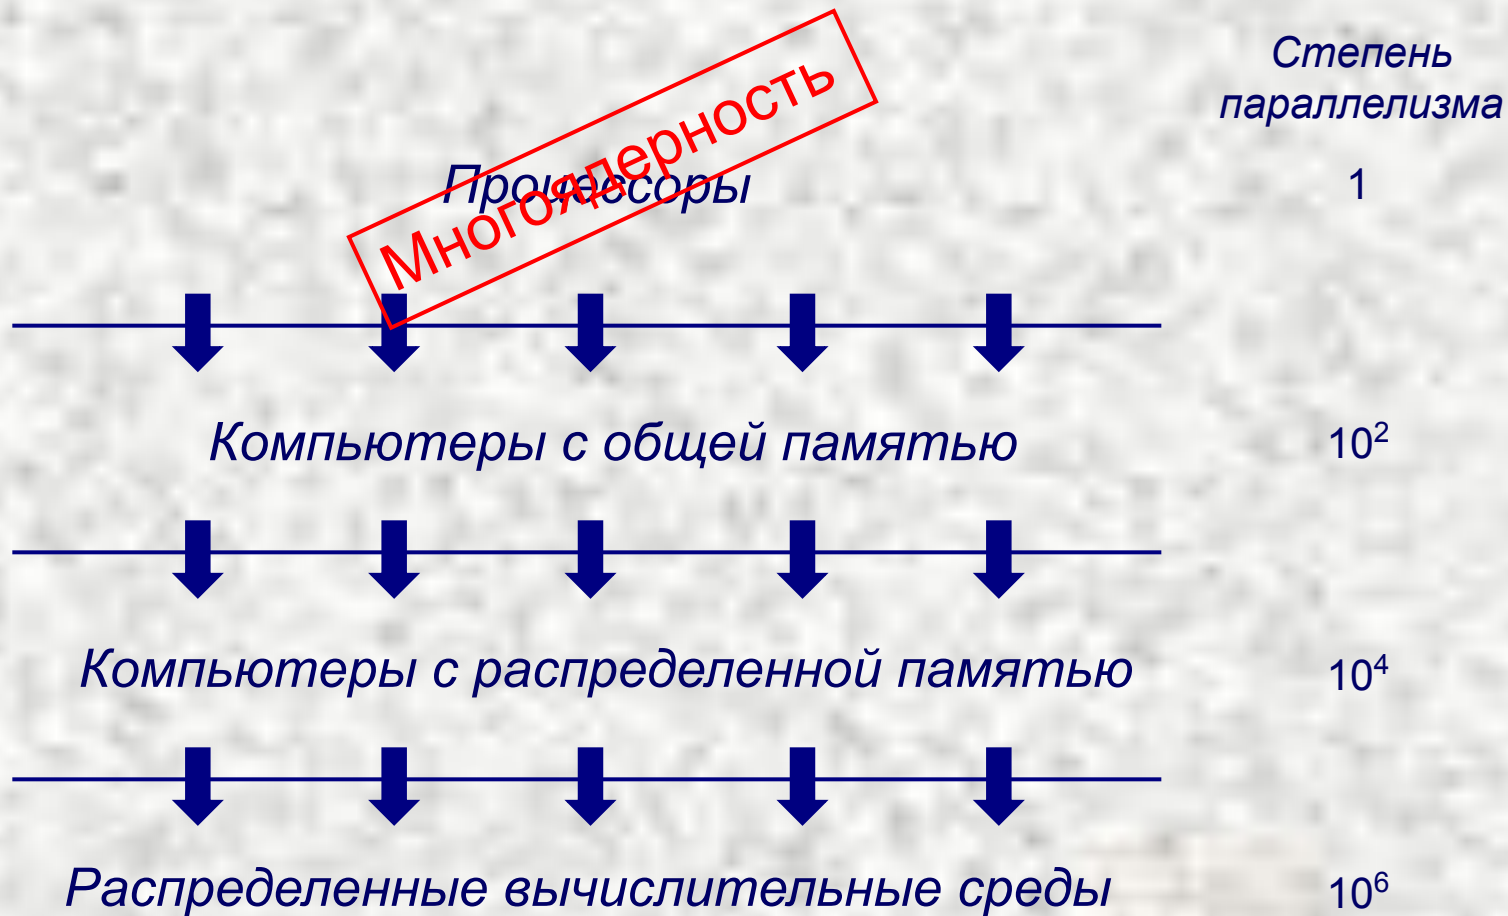 Степень
параллелизма
Многоядерность
Процессоры 1
Компьютеры с общей памятью 10²
Компьютеры с распределенной памятью 10⁴
Распределенные вычислительные среды 10⁶